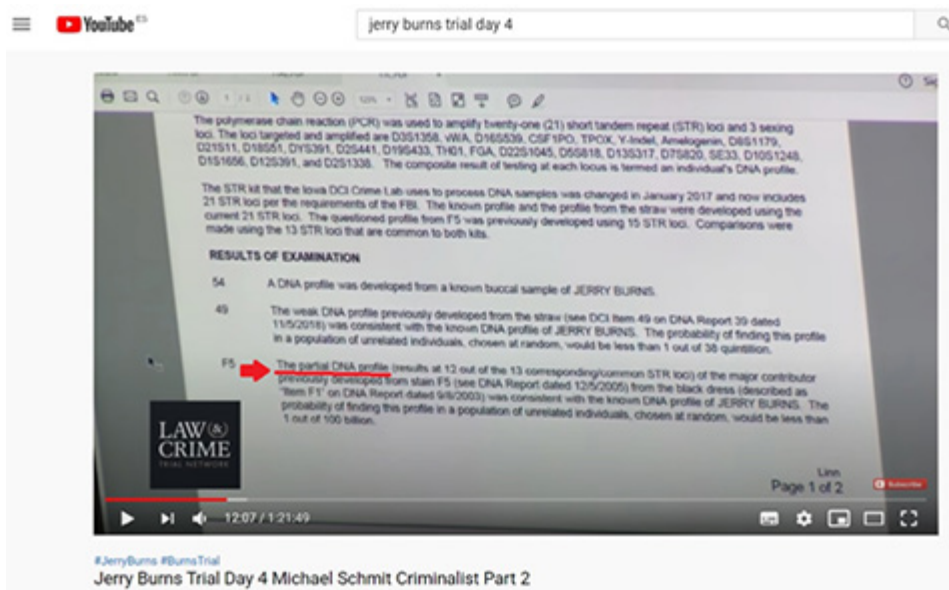 YouTube ES
jerry burns trial day 4
The polymerase chain reaction (PCR) was used to amplify twenty-one (21) short tandem repeat (STR) loci and 3 sexing
loci. The loci targeted and amplified are D3S1358, vWA, D16S539, CSF1PO, TPOX, Y-Indel, Amelogenin, D8S1179,
D21S11, D18S51, DYS391, D2S441, D19S433, TH01, FGA, D22S1045, D5S818, D13S317, D7S820, SE33, D10S1248,
D1S1656, D12S391, and D2S1338. The composite result of testing at each locus is termed an individual's DNA profile.
The STR kit that the Iowa DCI Crime Lab uses to process DNA samples was changed in January 2017 and now includes
21 STR loci per the requirements of the FBI. The known profile and the profile from the straw were developed using the
current 21 STR loci. The questioned profile from F5 was previously developed using 15 STR loci. Comparisons were
made using the 13 STR loci that are common to both kits.
RESULTS OF EXAMINATION
54 A DNA profile was developed from a known buccal sample of JERRY BURNS.
49 The weak DNA profile previously developed from the straw (see DCI Item 49 on DNA Report 39 dated
11/5/2018) was consistent with the known DNA profile of JERRY BURNS. The probability of finding this profile
in a population of unrelated individuals, chosen at random, would be less than 1 out of 38 quintillion.
F5 The partial DNA profile (results at 12 out of the 13 corresponding/common STR loci) of the major contributor
previously developed from stain F5 (see DNA Report dated 12/5/2005) from the black dress (described as
"Item F1" on DNA Report dated 9/8/2003) was consistent with the known DNA profile of JERRY BURNS. The
probability of finding this profile in a population of unrelated individuals, chosen at random, would be less than
1 out of 100 billion.
LAW &
CRIME
TRIAL NETWORK
Linn
Page 1 of 2
Subscribe
12:07 / 1:21:49
#JerryBurns #BurnsTrial
Jerry Burns Trial Day 4 Michael Schmit Criminalist Part 2